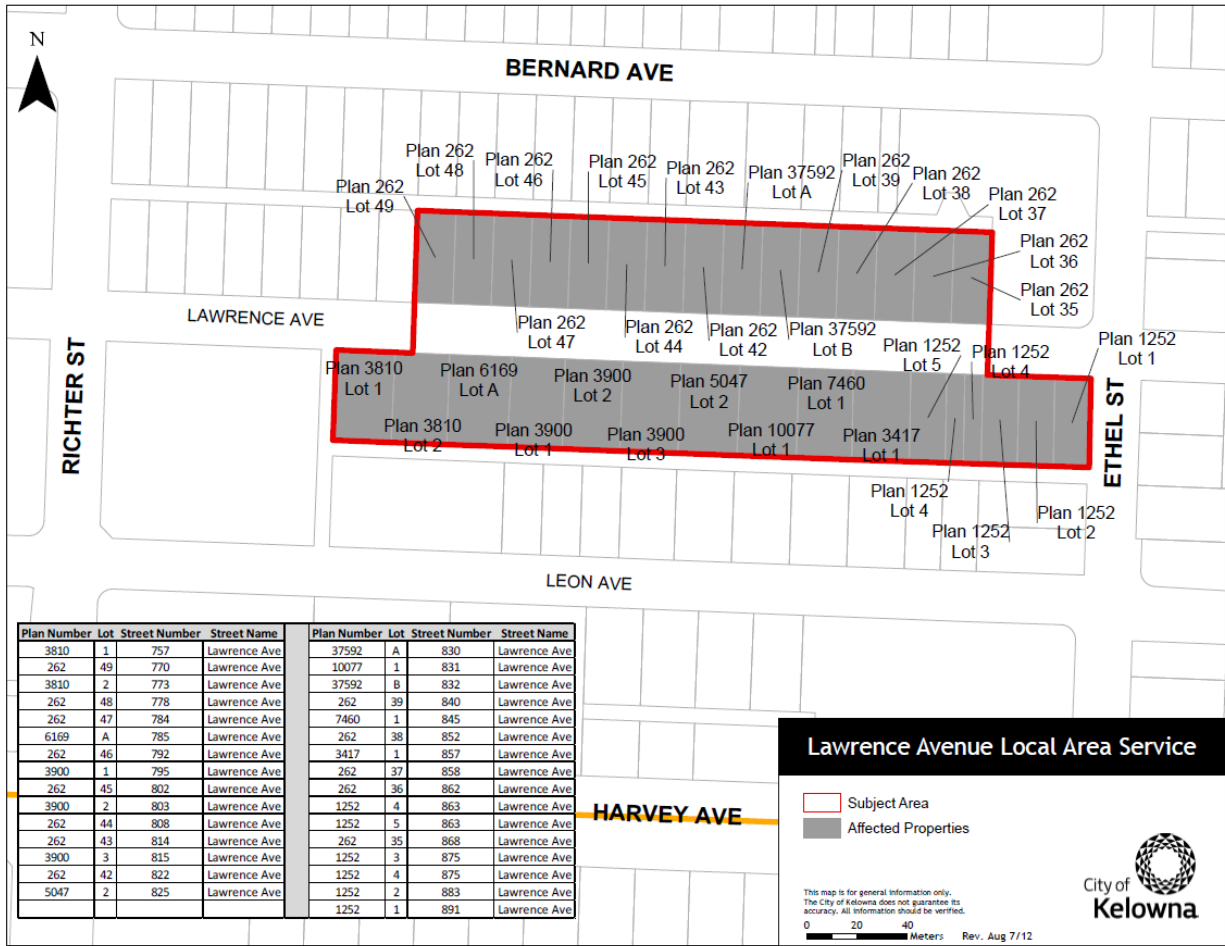 N
BERNARD AVE
Plan 262
Lot 49
Plan 262
Lot 48
Plan 262
Lot 46
Plan 262
Lot 45
Plan 262
Lot 43
Plan 37592
Lot A
Plan 262
Lot 39
Plan 262
Lot 38
Plan 262
Lot 37
Plan 262
Lot 36
Plan 262
Lot 35
LAWRENCE AVE
Plan 262
Lot 47
Plan 262
Lot 44
Plan 262
Lot 42
Plan 37592
Lot B
Plan 1252
Lot 5
Plan 1252
Lot 4
Plan 1252
Lot 1
RICHTER ST
ETHEL ST
Plan 3810
Lot 1
Plan 6169
Lot A
Plan 3900
Lot 2
Plan 5047
Lot 2
Plan 7460
Lot 1
Plan 3810
Lot 2
Plan 3900
Lot 1
Plan 3900
Lot 3
Plan 10077
Lot 1
Plan 3417
Lot 1
Plan 1252
Lot 4
Plan 1252
Lot 3
Plan 1252
Lot 2
LEON AVE
Plan Number Lot Street Number Street Name
3810 1 757 Lawrence Ave
262 49 770 Lawrence Ave
3810 2 773 Lawrence Ave
262 48 778 Lawrence Ave
262 47 784 Lawrence Ave
6169 A 785 Lawrence Ave
262 46 792 Lawrence Ave
3900 1 795 Lawrence Ave
262 45 802 Lawrence Ave
3900 2 803 Lawrence Ave
262 44 808 Lawrence Ave
262 43 814 Lawrence Ave
3900 3 815 Lawrence Ave
262 42 822 Lawrence Ave
5047 2 825 Lawrence Ave
Plan Number Lot Street Number Street Name
37592 A 830 Lawrence Ave
10077 1 831 Lawrence Ave
37592 B 832 Lawrence Ave
262 39 840 Lawrence Ave
7460 1 845 Lawrence Ave
262 38 852 Lawrence Ave
3417 1 857 Lawrence Ave
262 37 858 Lawrence Ave
262 36 862 Lawrence Ave
1252 4 863 Lawrence Ave
1252 5 863 Lawrence Ave
262 35 868 Lawrence Ave
1252 3 875 Lawrence Ave
1252 4 875 Lawrence Ave
1252 2 883 Lawrence Ave
1252 1 891 Lawrence Ave
HARVEY AVE
Lawrence Avenue Local Area Service
Subject Area
Affected Properties
This map is for general information only.
The City of Kelowna does not guarantee its
accuracy. All information should be verified.
0 20 40
Meters Rev. Aug 7/12
City of
Kelowna